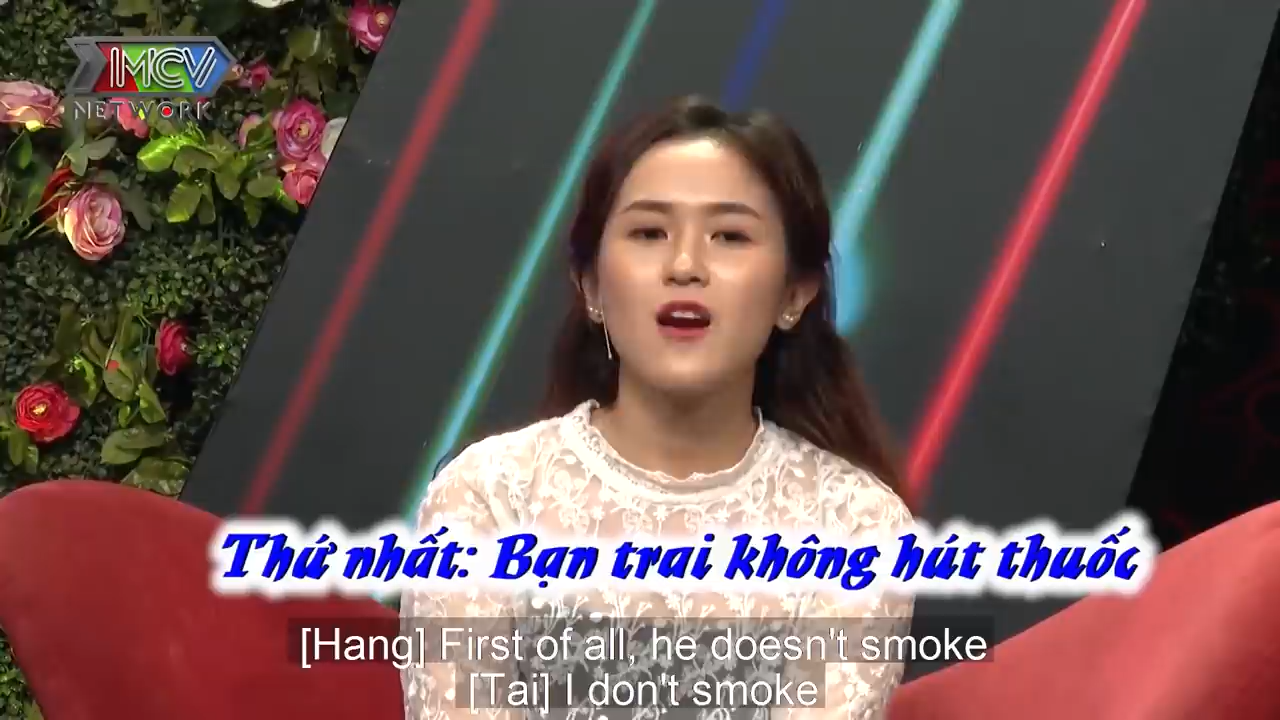 MCV
NETWORK
Thứ nhất: Bạn trai không hút thuốc
[Hang] First of all, he doesn't smoke
[Tai] I don't smoke